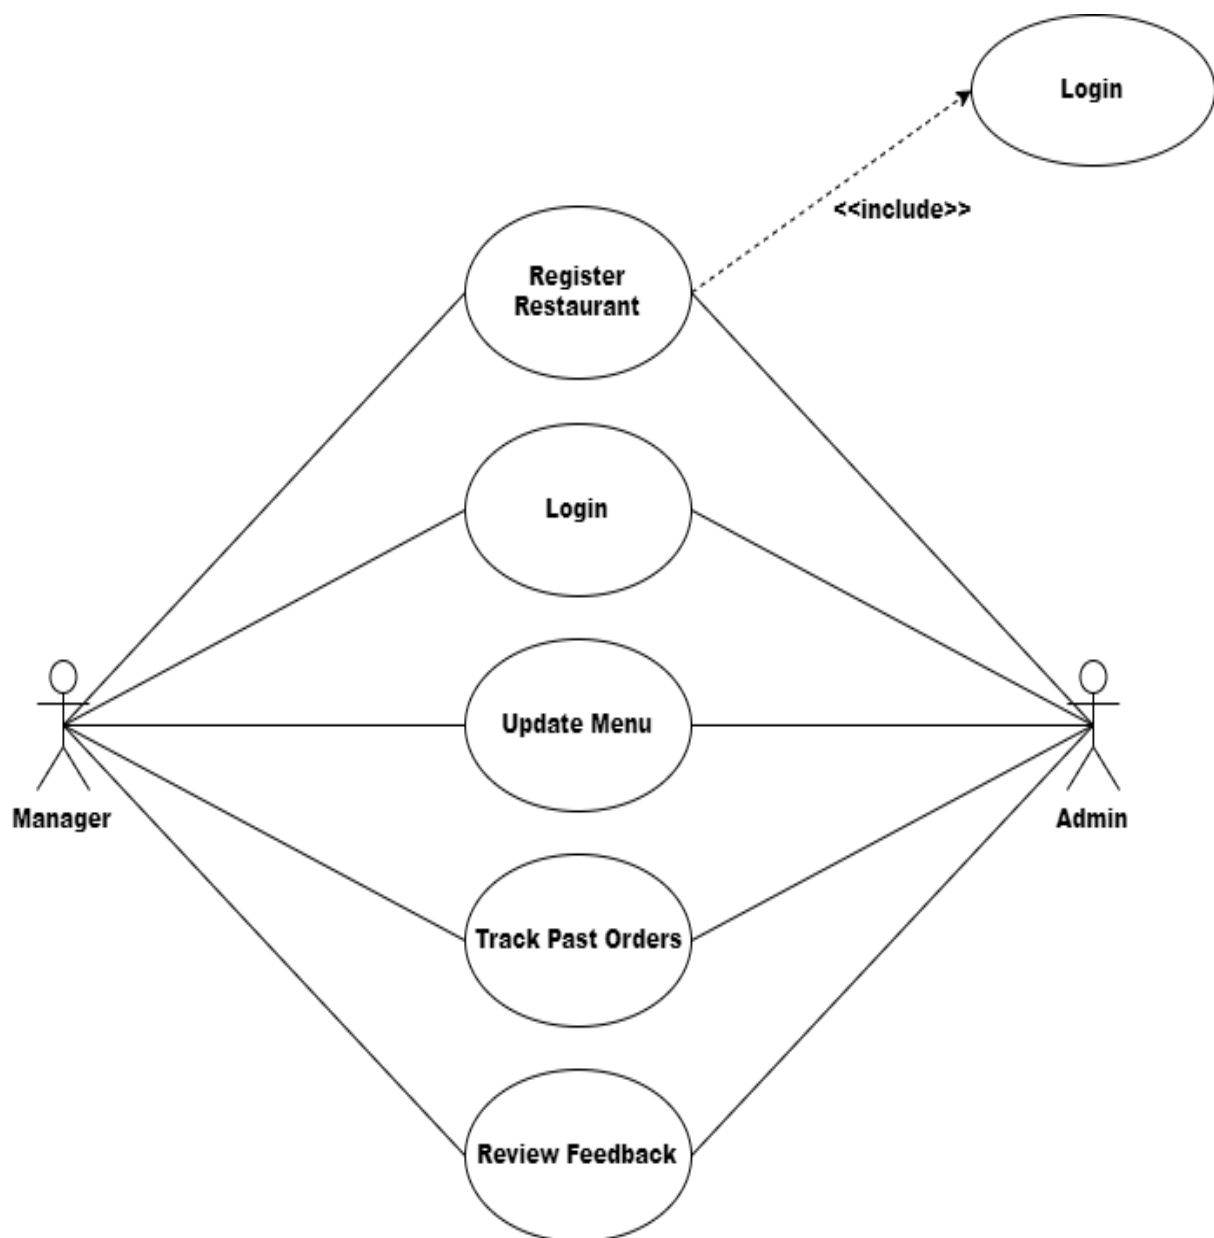 Login
<<include>>
Register
Restaurant
Login
Update Menu
Manager
Admin
Track Past Orders
Review Feedback